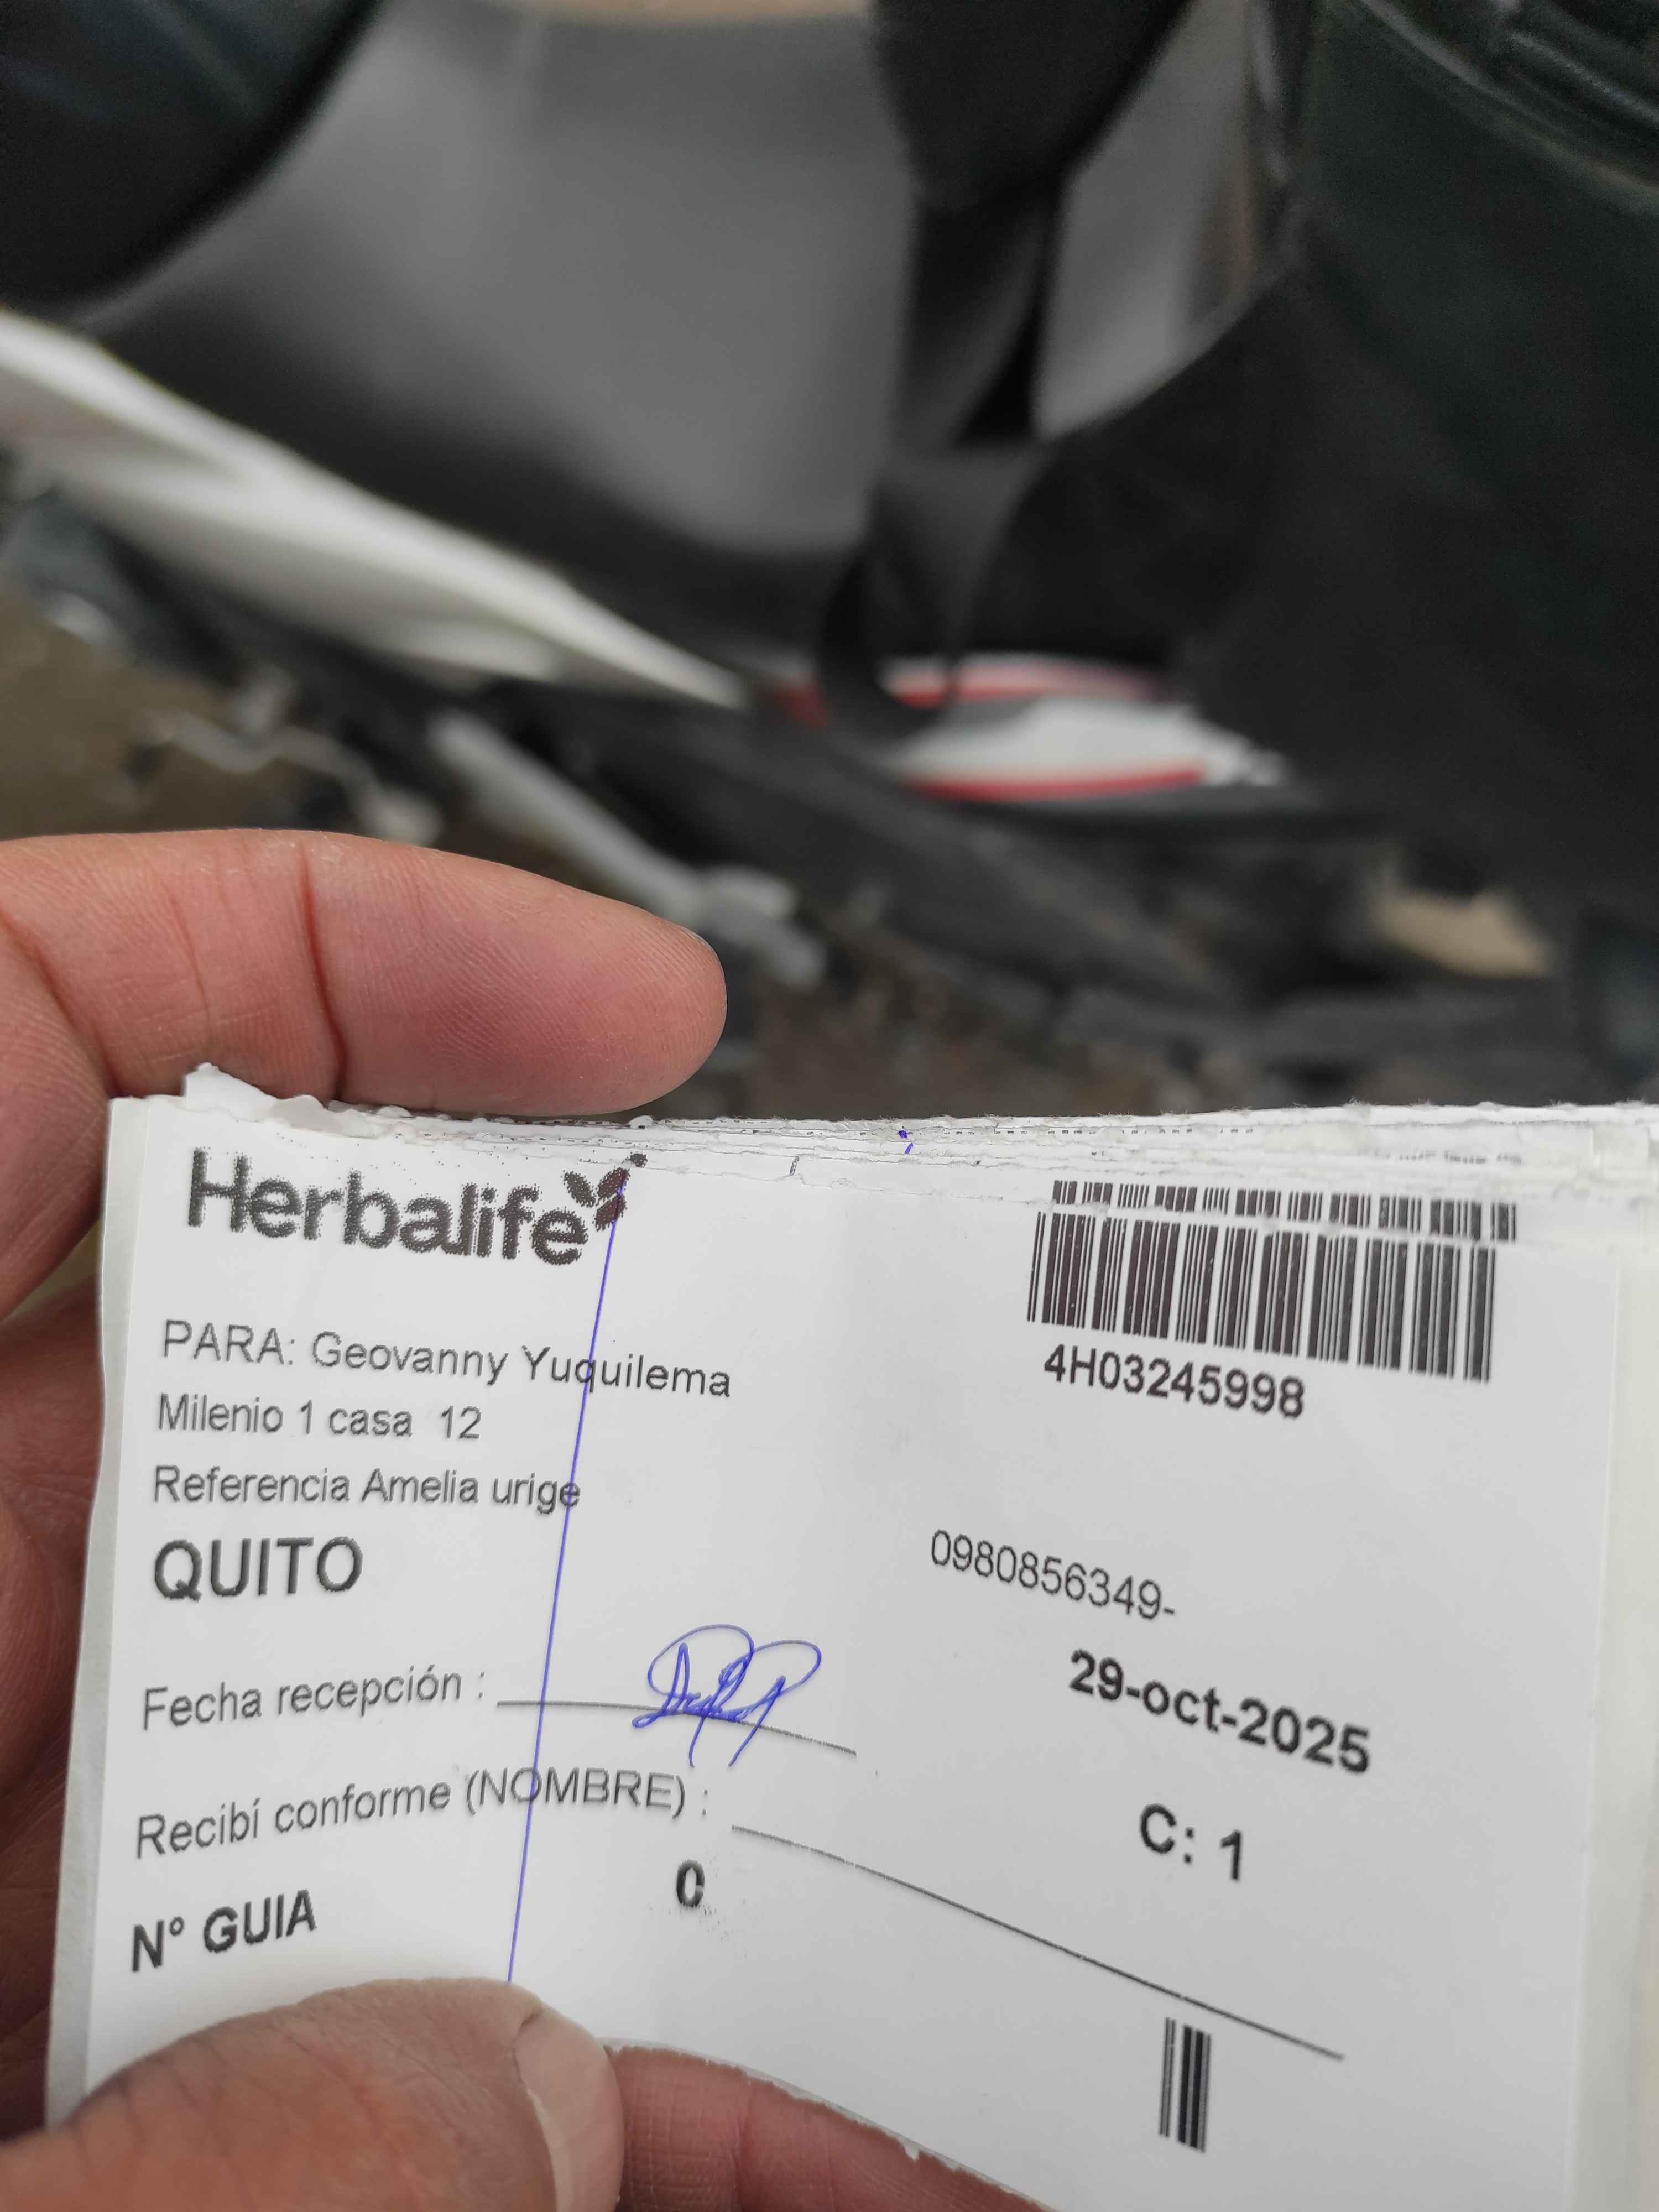 Herbalife
4H03245998
PARA: Geovanny Yuquilema
Milenio 1 casa 12
Referencia Amelia urige
QUITO
0980856349-
29-oct-2025
Fecha recepción :
Recibí conforme (NOMBRE) :
C: 1
N° GUIA
0